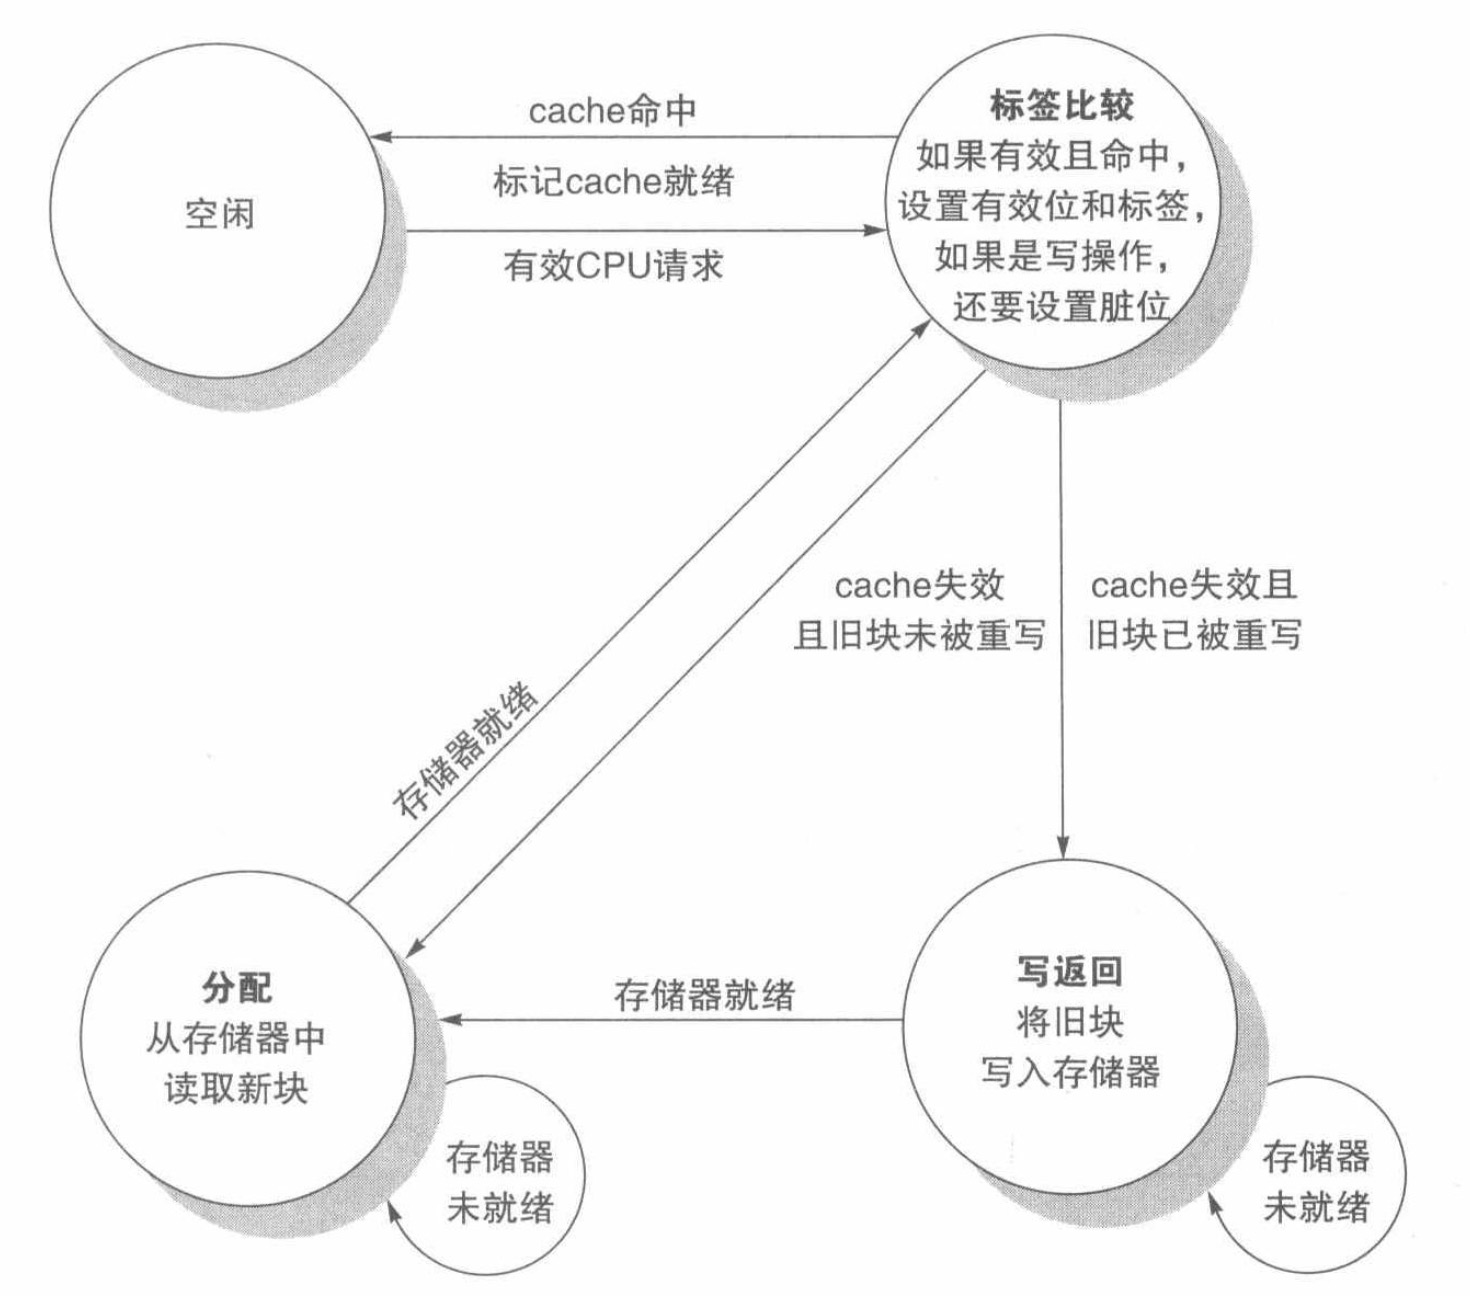 cache命中
标记cache就绪
有效CPU请求
空闲
标签比较
如果有效且命中，
设置有效位和标签，
如果是写操作，
还要设置脏位
cache失效
且旧块未被重写
cache失效且
旧块已被重写
存储器就绪
分配
从存储器中
读取新块
存储器就绪
写返回
将旧块
写入存储器
存储器
未就绪
存储器
未就绪